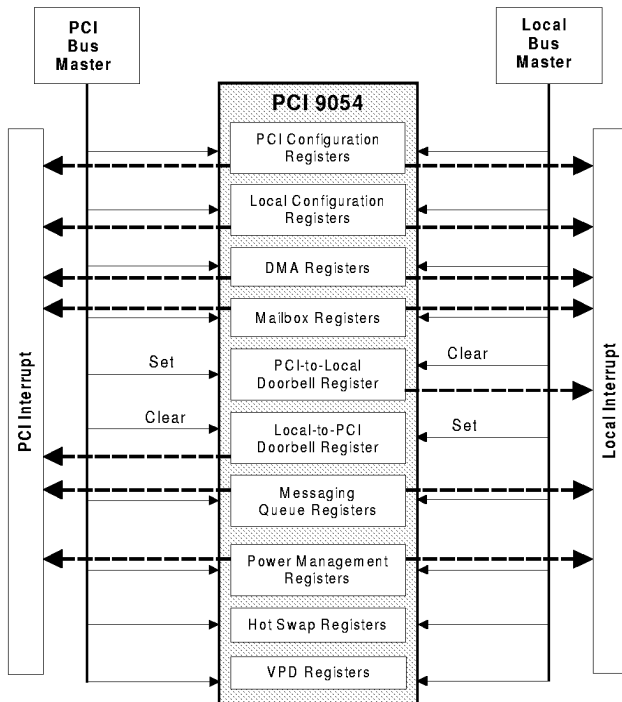 PCI
Bus
Master
Local
Bus
Master
PCI 9054
PCI Configuration
Registers
Local Configuration
Registers
DMA Registers
Mailbox Registers
Set
PCI-to-Local
Doorbell Register
Clear
Clear
Local-to-PCI
Doorbell Register
Set
Messaging
Queue Registers
Power Management
Registers
Hot Swap Registers
VPD Registers
PCI Interrupt
Local Interrupt